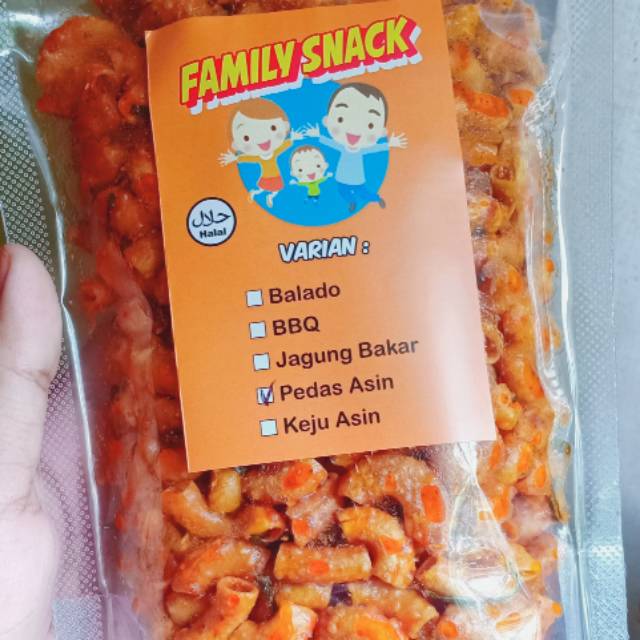 FAMILY SNACK
حلال
Halal
VARIAN :
Balado
BBQ
Jagung Bakar
Pedas Asin
Keju Asin